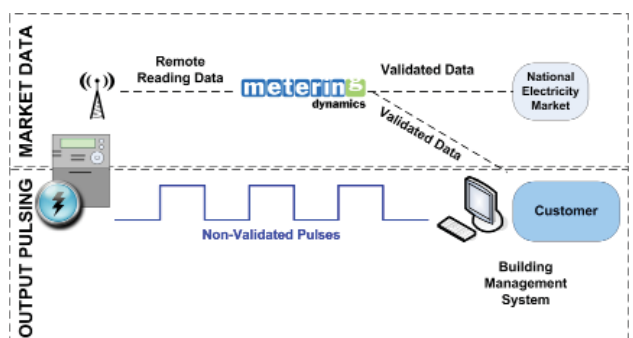 MARKET DATA
Remote
Reading Data
metering
dynamics
Validated Data
National
Electricity
Market
Validated Data
OUTPUT PULSING
Non-Validated Pulses
Customer
Building
Management
System